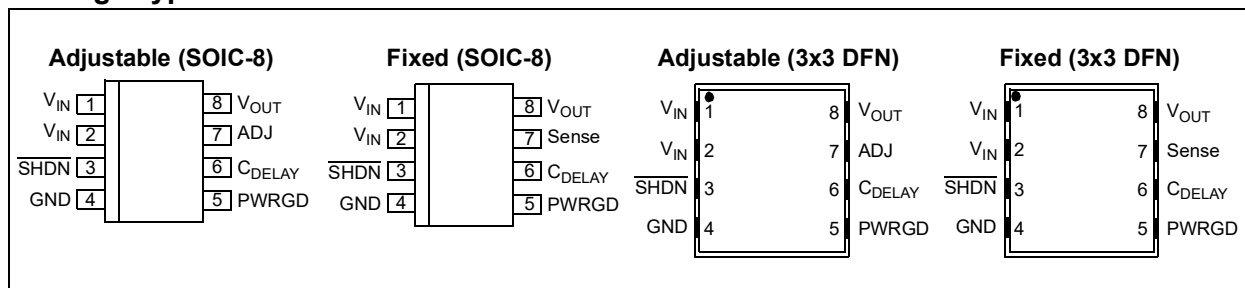 Adjustable (SOIC-8)
VIN 1
VIN 2
SHDN 3
GND 4
8 VOUT
7 ADJ
6 CDELAY
5 PWRGD
Fixed (SOIC-8)
VIN 1
VIN 2
SHDN 3
GND 4
8 VOUT
7 Sense
6 CDELAY
5 PWRGD
Adjustable (3x3 DFN)
VIN 1
VIN 2
SHDN 3
GND 4
8 VOUT
7 ADJ
6 CDELAY
5 PWRGD
Fixed (3x3 DFN)
VIN 1
VIN 2
SHDN 3
GND 4
8 VOUT
7 Sense
6 CDELAY
5 PWRGD